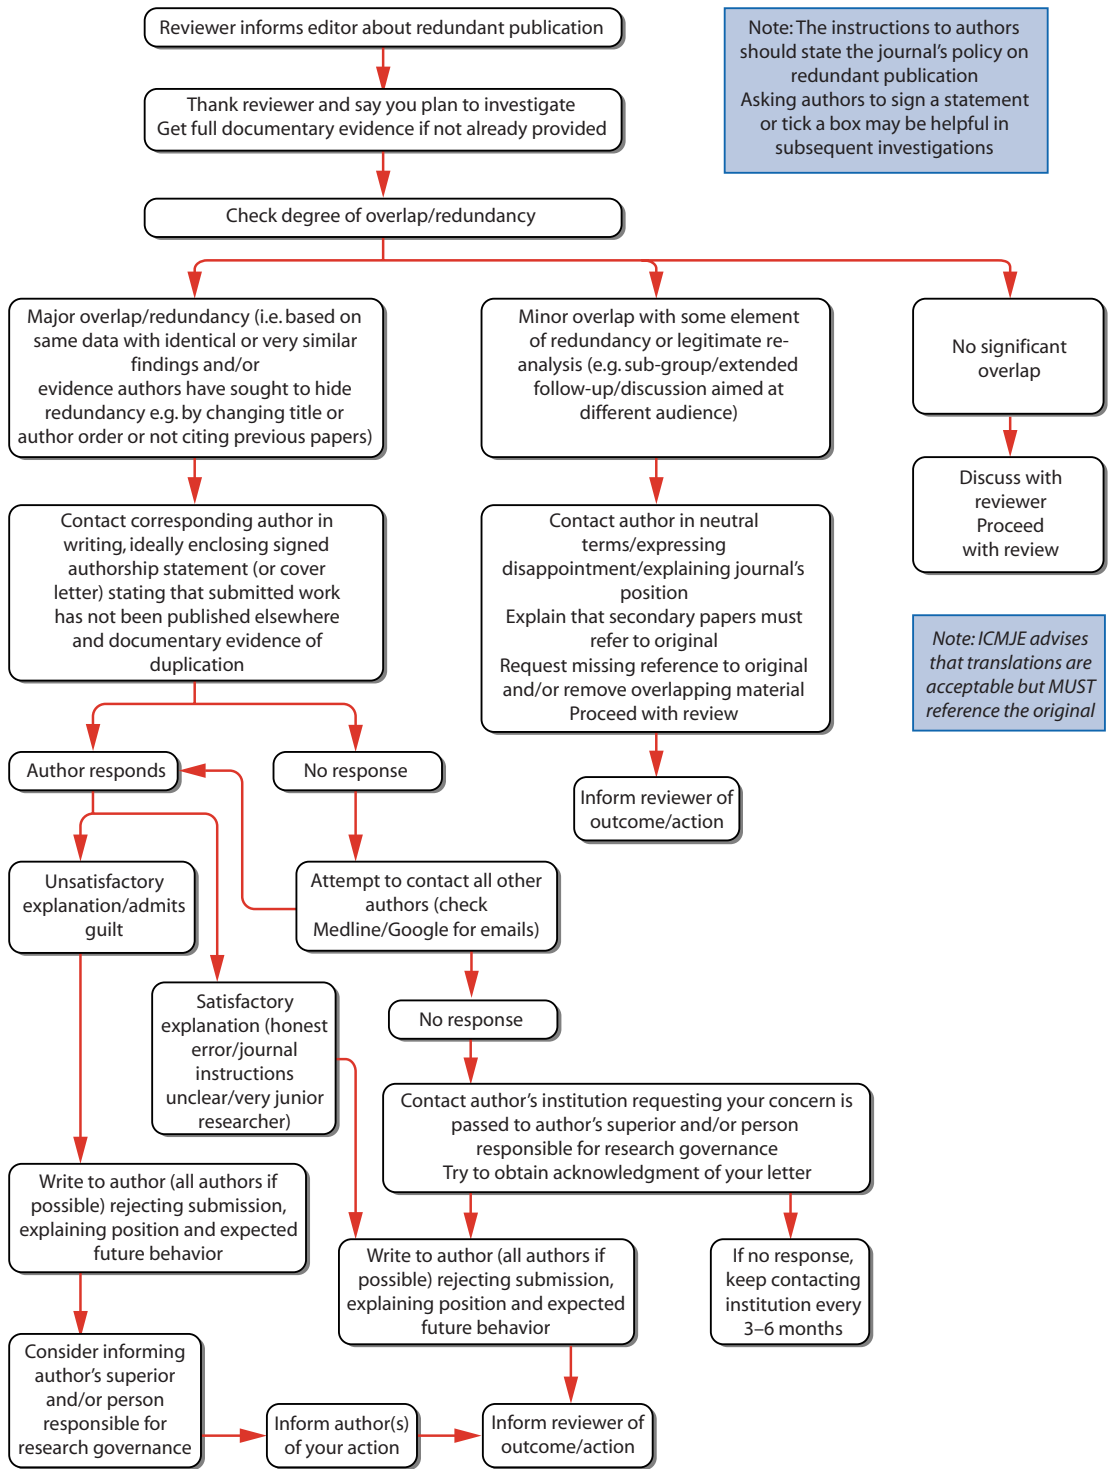 Reviewer informs editor about redundant publication
Note: The instructions to authors
should state the journal's policy on
redundant publication
Asking authors to sign a statement
or tick a box may be helpful in
subsequent investigations
Thank reviewer and say you plan to investigate
Get full documentary evidence if not already provided
Check degree of overlap/redundancy
Major overlap/redundancy (i.e. based on
same data with identical or very similar
findings and/or
evidence authors have sought to hide
redundancy e.g. by changing title or
author order or not citing previous papers)
Minor overlap with some element
of redundancy or legitimate re-
analysis (e.g. sub-group/extended
follow-up/discussion aimed at
different audience)
No significant
overlap
Discuss with
reviewer
Proceed
with review
Contact corresponding author in
writing, ideally enclosing signed
authorship statement (or cover
letter) stating that submitted work
has not been published elsewhere
and documentary evidence of
duplication
Contact author in neutral
terms/expressing
disappointment/explaining journal's
position
Explain that secondary papers must
refer to original
Request missing reference to original
and/or remove overlapping material
Proceed with review
Note: ICMJE advises
that translations are
acceptable but MUST
reference the original
Author responds
No response
Inform reviewer of
outcome/action
Unsatisfactory
explanation/admits
guilt
Attempt to contact all other
authors (check
Medline/Google for emails)
Satisfactory
explanation (honest
error/journal
instructions
unclear/very junior
researcher)
No response
Contact author's institution requesting your concern is
passed to author's superior and/or person
responsible for research governance
Try to obtain acknowledgment of your letter
Write to author (all authors if
possible) rejecting submission,
explaining position and expected
future behavior
Write to author (all authors if
possible) rejecting submission,
explaining position and expected
future behavior
If no response,
keep contacting
institution every
3–6 months
Consider informing
author's superior
and/or person
responsible for
research governance
Inform author(s)
of your action
Inform reviewer of
outcome/action